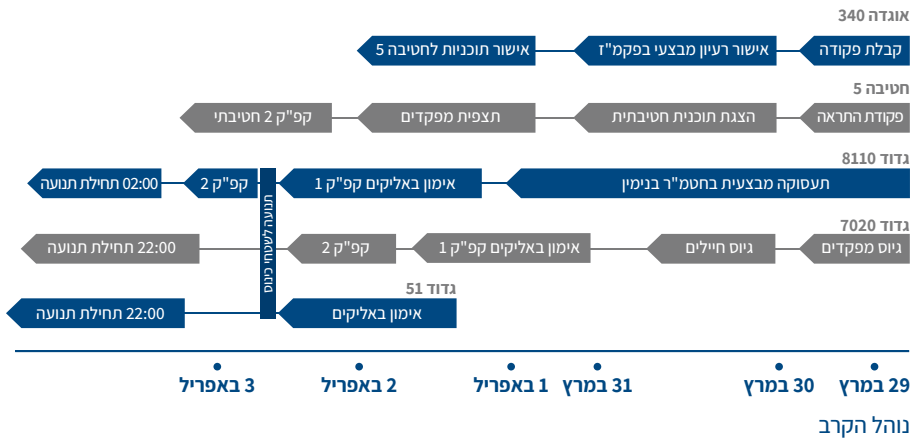 אוגדה 340
קבלת פקודה
אישור רעיון מבצעי בפקמ"ז
אישור תוכניות לחטיבה 5
חטיבה 5
פקודת התראה
הצגת תוכנית חטיבתית
תצפית מפקדים
קפ"ק 2 חטיבתי
גדוד 8110
תעסוקה מבצעית בחטמ"ר בנימין
אימון באליקים קפ"ק 1
קפ"ק 2
02:00 תחילת תנועה
תנועה לשטחי כינוס
גדוד 7020
גיוס מפקדים
גיוס חיילים
אימון באליקים קפ"ק 1
קפ"ק 2
22:00 תחילת תנועה
גדוד 51
אימון באליקים
22:00 תחילת תנועה
29 במרץ
30 במרץ
31 במרץ
1 באפריל
2 באפריל
3 באפריל
נוהל הקרב